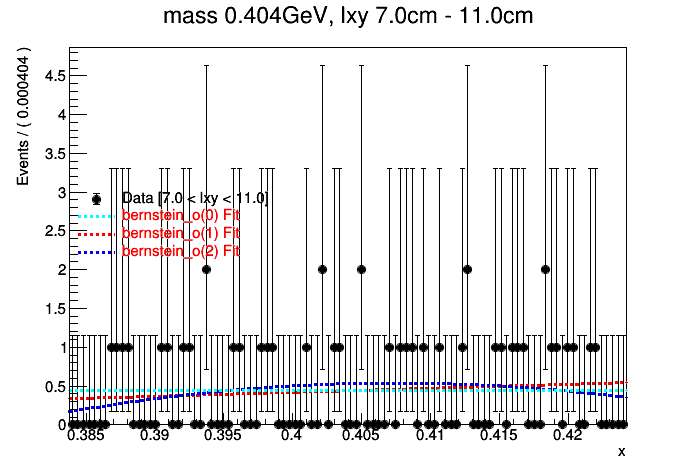 mass 0.404GeV, lxy 7.0cm - 11.0cm
Events / ( 0.000404 )
4.5
4
3.5
3
2.5
2
1.5
1
0.5
0
Data [7.0 < lxy < 11.0]
bernstein_o(0) Fit
bernstein_o(1) Fit
bernstein_o(2) Fit
0.385 0.39 0.395 0.4 0.405 0.41 0.415 0.42
x